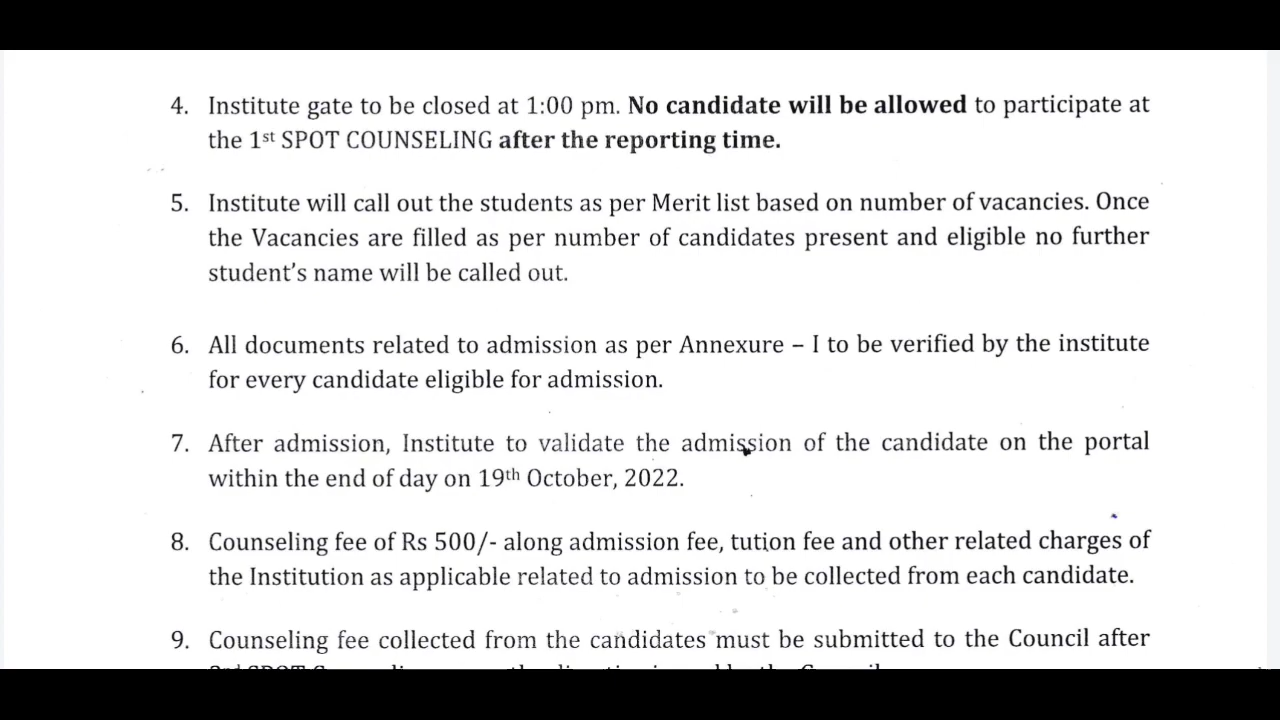 4. Institute gate to be closed at 1:00 pm. No candidate will be allowed to participate at
the 1st SPOT COUNSELING after the reporting time.
5. Institute will call out the students as per Merit list based on number of vacancies. Once
the Vacancies are filled as per number of candidates present and eligible no further
student's name will be called out.
6. All documents related to admission as per Annexure – I to be verified by the institute
for every candidate eligible for admission.
7. After admission, Institute to validate the admission of the candidate on the portal
within the end of day on 19th October, 2022.
8. Counseling fee of Rs 500/- along admission fee, tution fee and other related charges of
the Institution as applicable related to admission to be collected from each candidate.
9. Counseling fee collected from the candidates must be submitted to the Council after